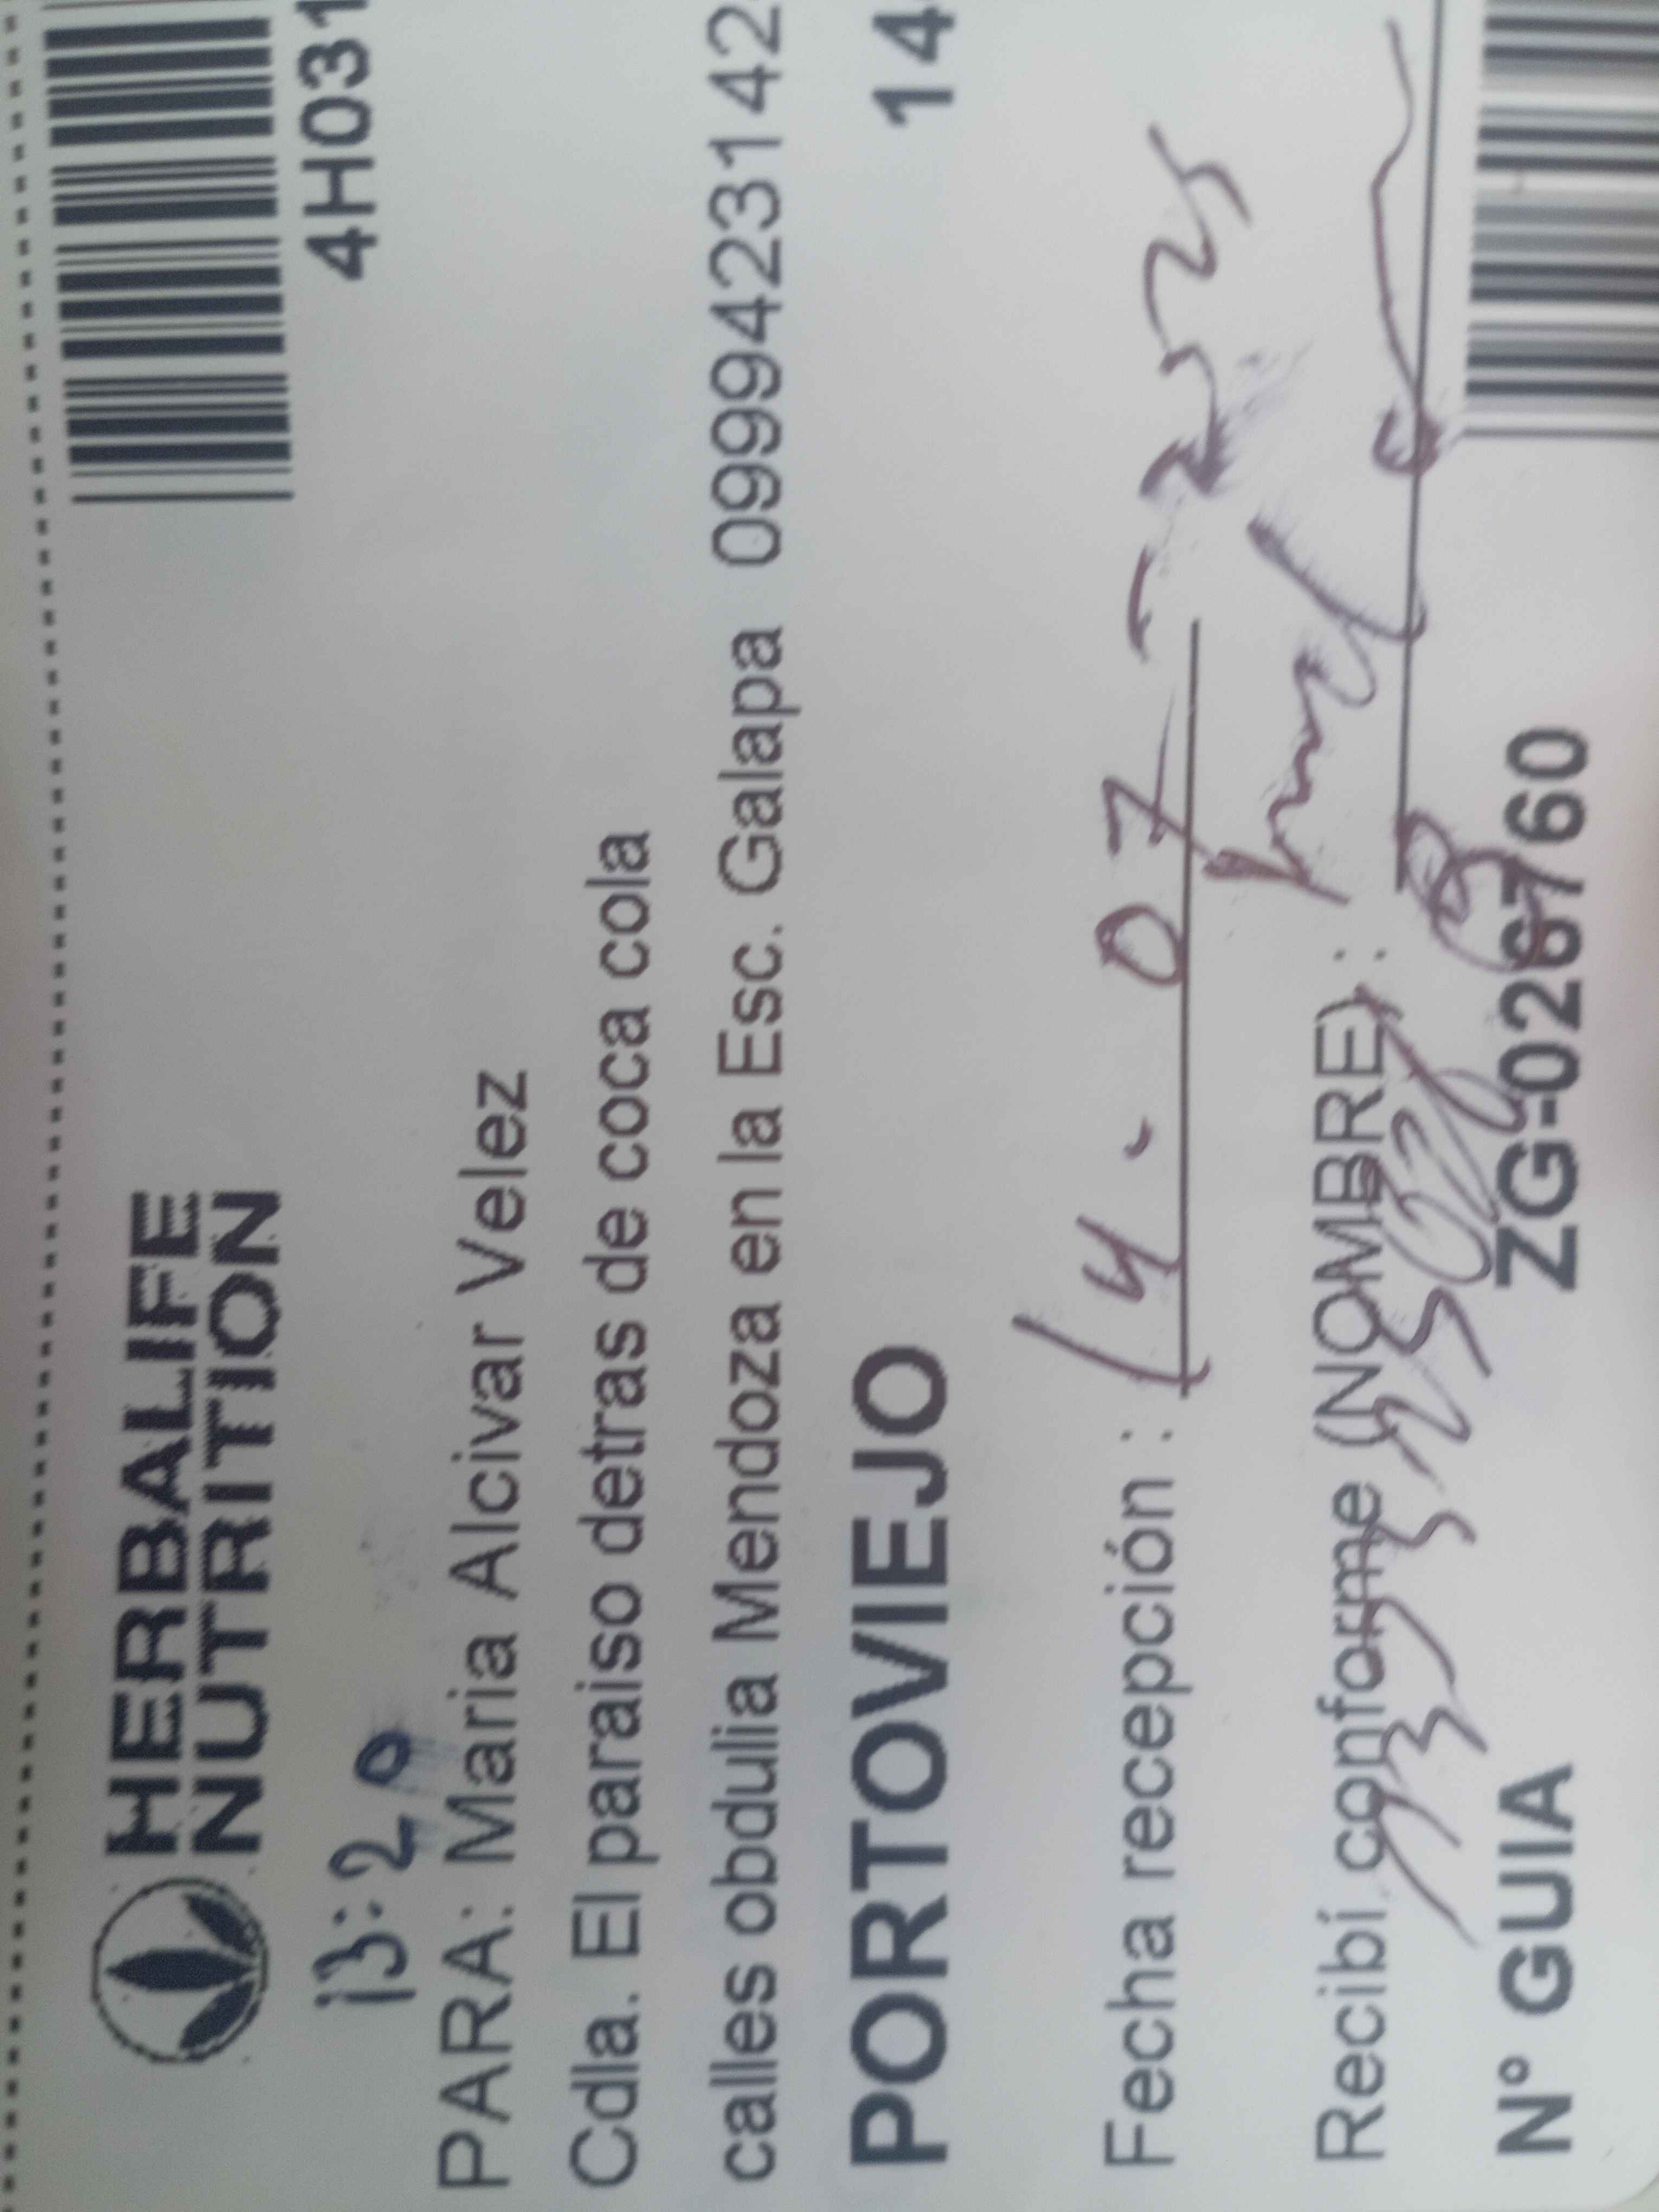 HERBALIFE
NUTRITION
4H031
13:20
PARA: Maria Alcivar Velez
Cdla. El paraiso detras de coca cola
calles obdulia Mendoza en la Esc. Galapa 0999423142
PORTOVIEJO 14
Fecha recepción : 14 - 07 - 2025
Recibí conforme (NOMBRE) :
N° GUIA ZG-0267760